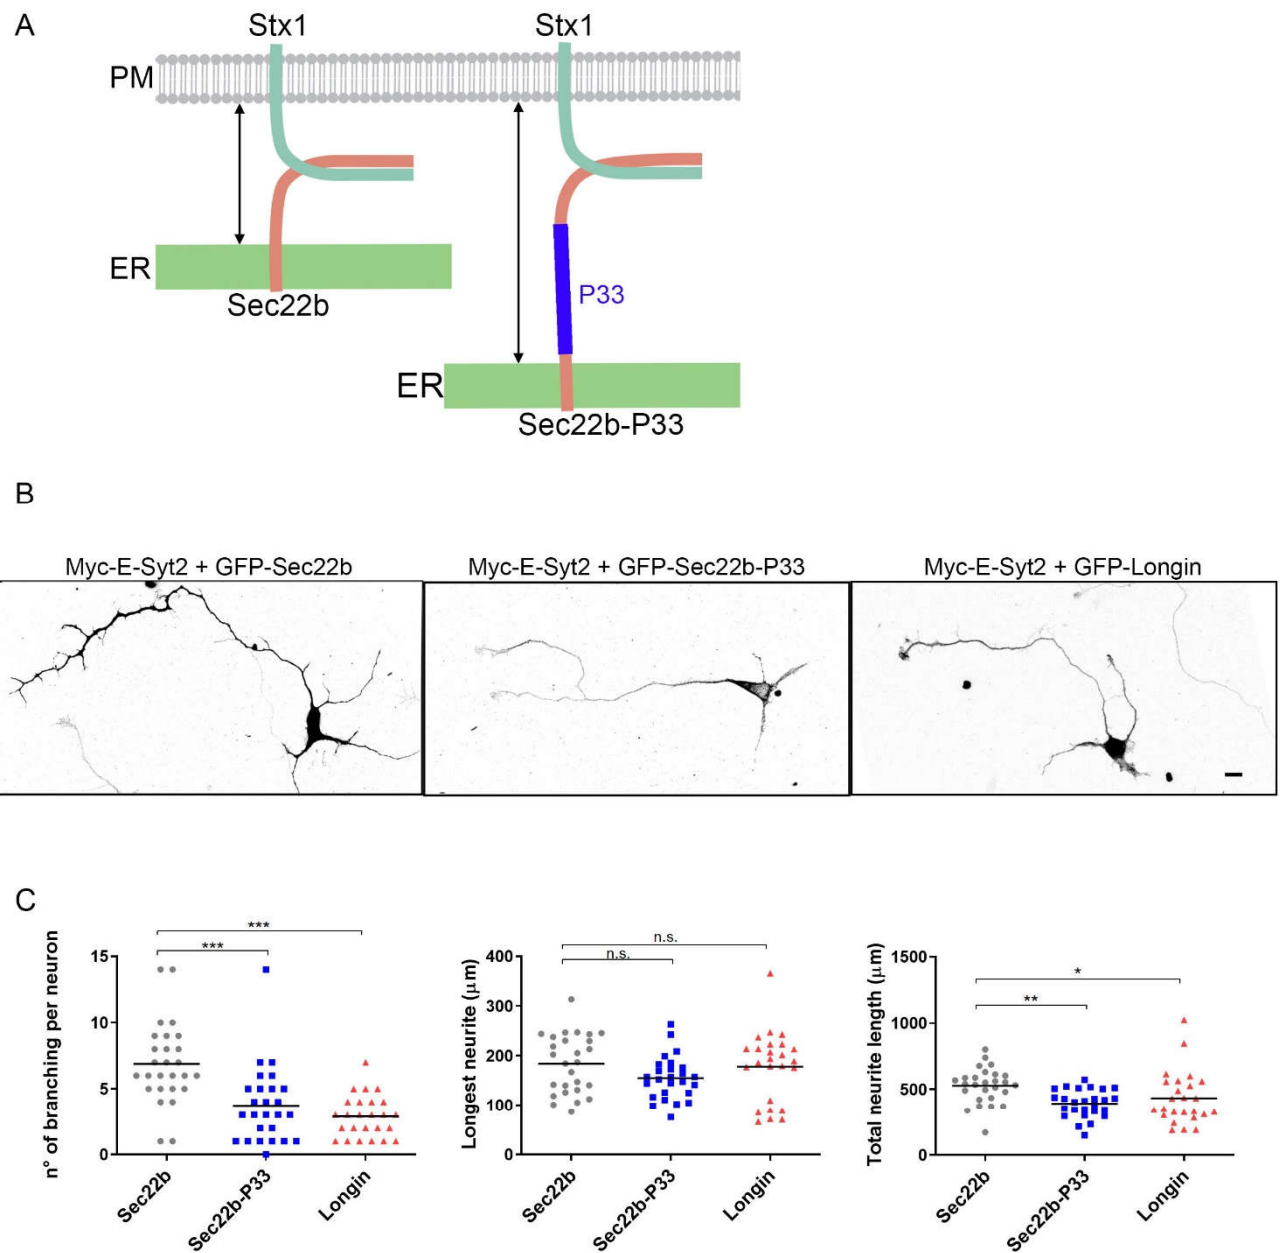 A
Stx1
Stx1
PM
ER
Sec22b
P33
ER
Sec22b-P33
B
Myc-E-Syt2 + GFP-Sec22b
Myc-E-Syt2 + GFP-Sec22b-P33
Myc-E-Syt2 + GFP-Longin
C
n° of branching per neuron
15
10
5
0
***
***
Sec22b
Sec22b-P33
Longin
Longest neurite (μm)
400
300
200
100
0
n.s.
n.s.
Sec22b
Sec22b-P33
Longin
Total neurite length (μm)
1500
1000
500
0
*
**
Sec22b
Sec22b-P33
Longin